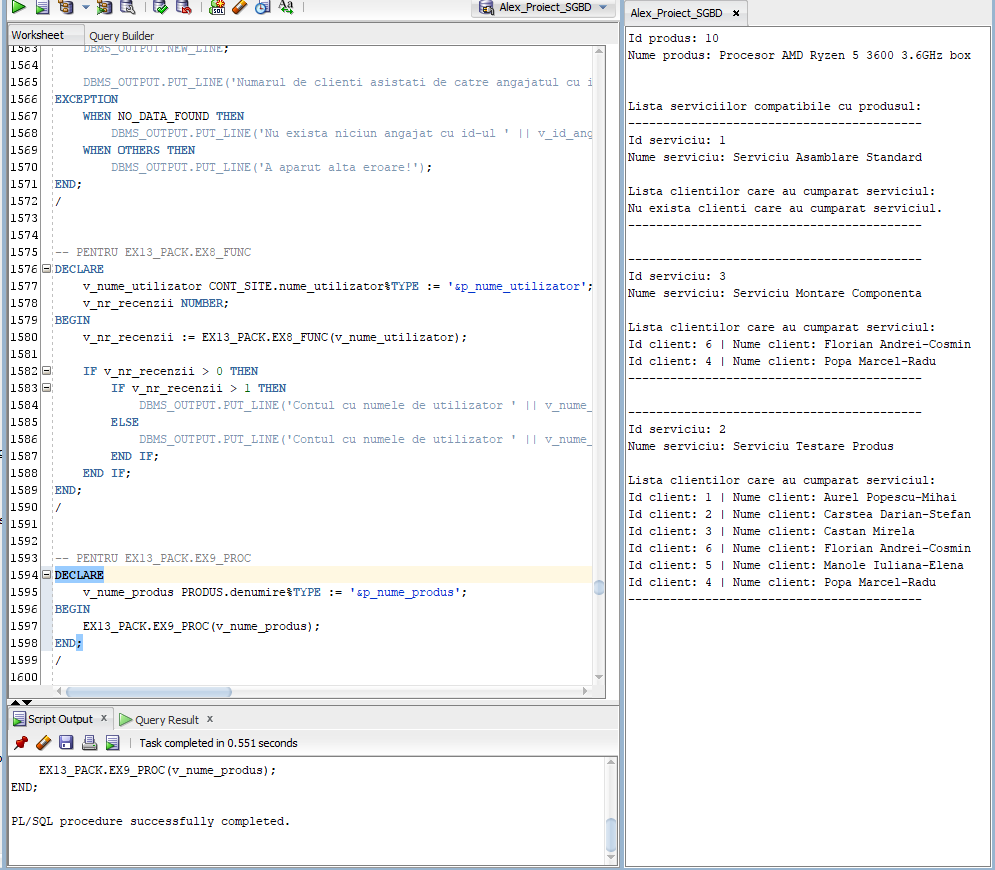 Alex_Proiect_SGBD
Worksheet Query Builder
1563 DBMS_OUTPUT.NEW_LINE;
1564
1565 DBMS_OUTPUT.PUT_LINE('Numarul de clienti asistati de catre angajatul cu i
1566 EXCEPTION
1567 WHEN NO_DATA_FOUND THEN
1568 DBMS_OUTPUT.PUT_LINE('Nu exista niciun angajat cu id-ul ' || v_id_ang
1569 WHEN OTHERS THEN
1570 DBMS_OUTPUT.PUT_LINE('A aparut alta eroare!');
1571 END;
1572 /
1573
1574
1575 -- PENTRU EX13_PACK.EX8_FUNC
1576 DECLARE
1577 v_nume_utilizator CONT_SITE.nume_utilizator%TYPE := '&p_nume_utilizator';
1578 v_nr_recenzii NUMBER;
1579 BEGIN
1580 v_nr_recenzii := EX13_PACK.EX8_FUNC(v_nume_utilizator);
1581
1582 IF v_nr_recenzii > 0 THEN
1583 IF v_nr_recenzii > 1 THEN
1584 DBMS_OUTPUT.PUT_LINE('Contul cu numele de utilizator ' || v_nume_
1585 ELSE
1586 DBMS_OUTPUT.PUT_LINE('Contul cu numele de utilizator ' || v_nume_
1587 END IF;
1588 END IF;
1589 END;
1590 /
1591
1592
1593 -- PENTRU EX13_PACK.EX9_PROC
1594 DECLARE
1595 v_nume_produs PRODUS.denumire%TYPE := '&p_nume_produs';
1596 BEGIN
1597 EX13_PACK.EX9_PROC(v_nume_produs);
1598 END;
1599 /
1600
Script Output x Query Result x
Task completed in 0.551 seconds
EX13_PACK.EX9_PROC(v_nume_produs);
END;
PL/SQL procedure successfully completed.
Alex_Proiect_SGBD x
Id produs: 10
Nume produs: Procesor AMD Ryzen 5 3600 3.6GHz box
Lista serviciilor compatibile cu produsul:
------------------------------------------
Id serviciu: 1
Nume serviciu: Serviciu Asamblare Standard
Lista clientilor care au cumparat serviciul:
Nu exista clienti care au cumparat serviciul.
------------------------------------------
------------------------------------------
Id serviciu: 3
Nume serviciu: Serviciu Montare Componenta
Lista clientilor care au cumparat serviciul:
Id client: 6 | Nume client: Florian Andrei-Cosmin
Id client: 4 | Nume client: Popa Marcel-Radu
------------------------------------------
------------------------------------------
Id serviciu: 2
Nume serviciu: Serviciu Testare Produs
Lista clientilor care au cumparat serviciul:
Id client: 1 | Nume client: Aurel Popescu-Mihai
Id client: 2 | Nume client: Carstea Darian-Stefan
Id client: 3 | Nume client: Castan Mirela
Id client: 6 | Nume client: Florian Andrei-Cosmin
Id client: 5 | Nume client: Manole Iuliana-Elena
Id client: 4 | Nume client: Popa Marcel-Radu
------------------------------------------